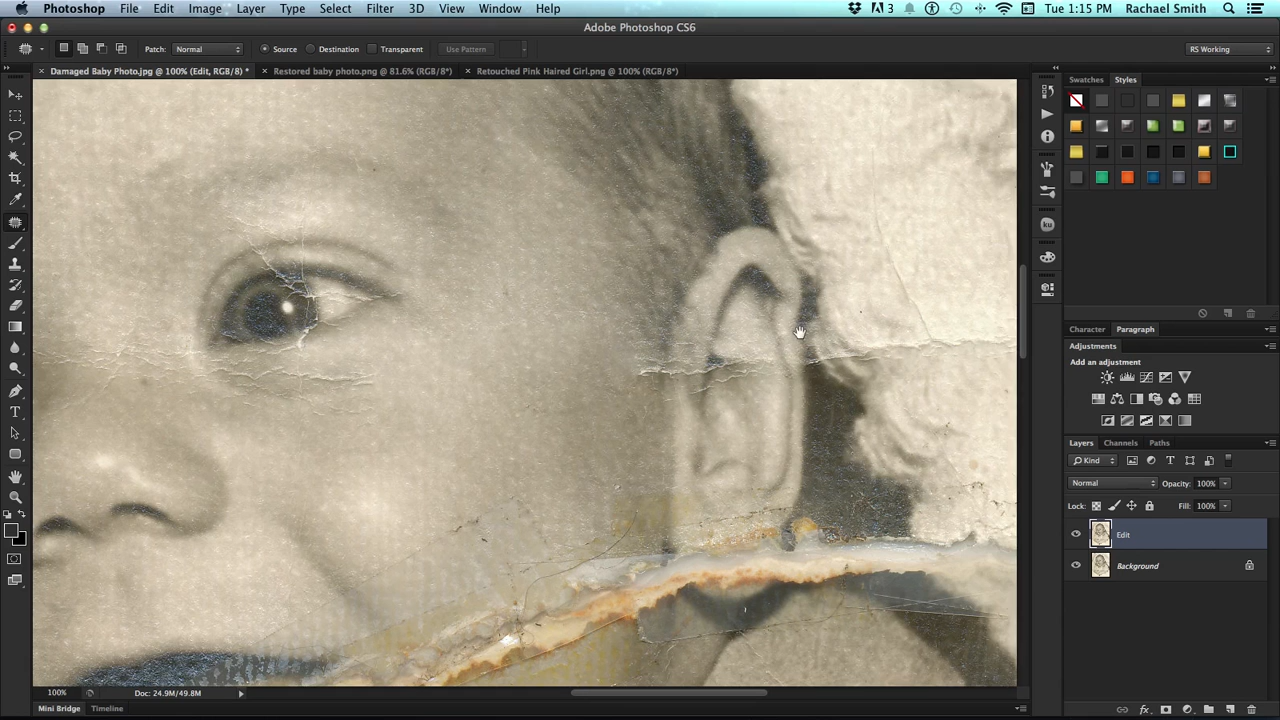 Photoshop File Edit Image Layer Type Select Filter 3D View Window Help 3 Tue 1:15 PM Rachael Smith
Adobe Photoshop CS6
Patch: Normal Source Destination Transparent Use Pattern RS Working
Damaged Baby Photo.jpg @ 100% (Edit, RGB/8) * Restored baby photo.png @ 81.6% (RGB/8*) Retouched Pink Haired Girl.png @ 100% (RGB/8*)
Swatches Styles
ku
Character Paragraph
Adjustments
Add an adjustment
Layers Channels Paths
Kind
Normal Opacity: 100%
Lock: Fill: 100%
Edit
Background
100% Doc: 24.9M/49.8M
Mini Bridge Timeline
fx